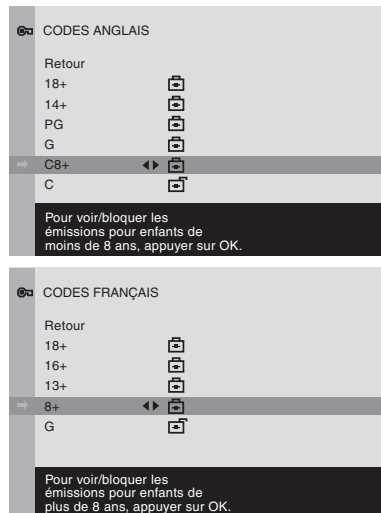 CODES ANGLAIS
Retour
18+
14+
PG
G
C8+
C
Pour voir/bloquer les
émissions pour enfants de
moins de 8 ans, appuyer sur OK.
CODES FRANÇAIS
Retour
18+
16+
13+
8+
G
Pour voir/bloquer les
émissions pour enfants de
plus de 8 ans, appuyer sur OK.